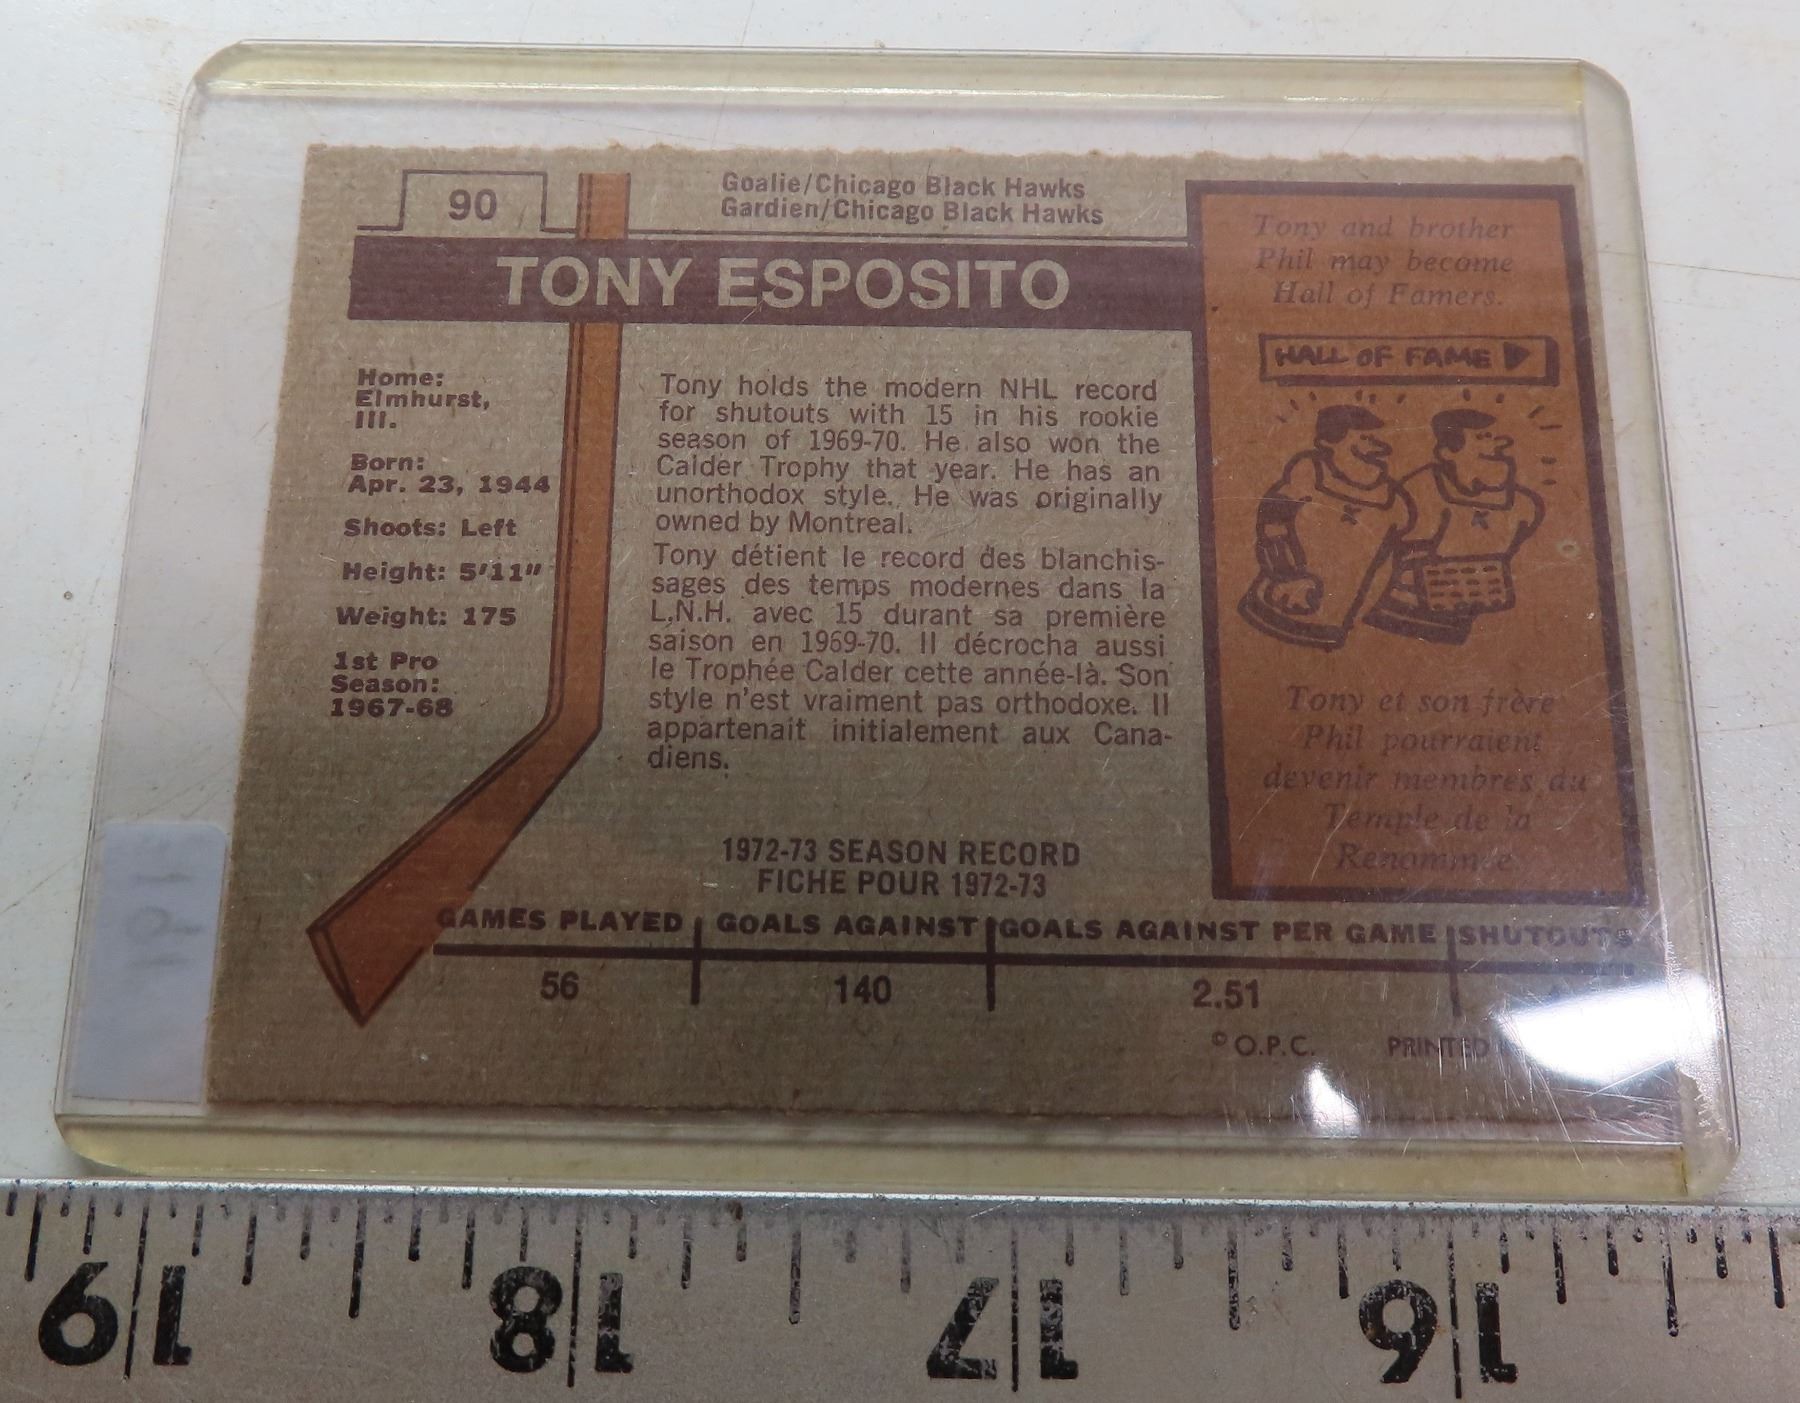 90
Goalie/Chicago Black Hawks
Gardien/Chicago Black Hawks
TONY ESPOSITO
Home:
Elmhurst,
Ill.
Born:
Apr. 23, 1944
Shoots: Left
Height: 5'11"
Weight: 175
1st Pro
Season:
1967-68
Tony holds the modern NHL record
for shutouts with 15 in his rookie
season of 1969-70. He also won the
Calder Trophy that year. He has an
unorthodox style. He was originally
owned by Montreal.
Tony détient le record des blanchis-
sages des temps modernes dans la
L.N.H. avec 15 durant sa première
saison en 1969-70. Il décrocha aussi
le Trophée Calder cette année-là. Son
style n'est vraiment pas orthodoxe. Il
appartenait initialement aux Cana-
diens.
Tony and brother
Phil may become
Hall of Famers.
HALL OF FAME
Tony et son frère
Phil pourraient
devenir membres du
Temple de la
Renommée
1972-73 SEASON RECORD
FICHE POUR 1972-73
GAMES PLAYED GOALS AGAINST GOALS AGAINST PER GAME SHUTOUTS
56 140 2.51
© O.P.C. PRINTED
19 18 17 16